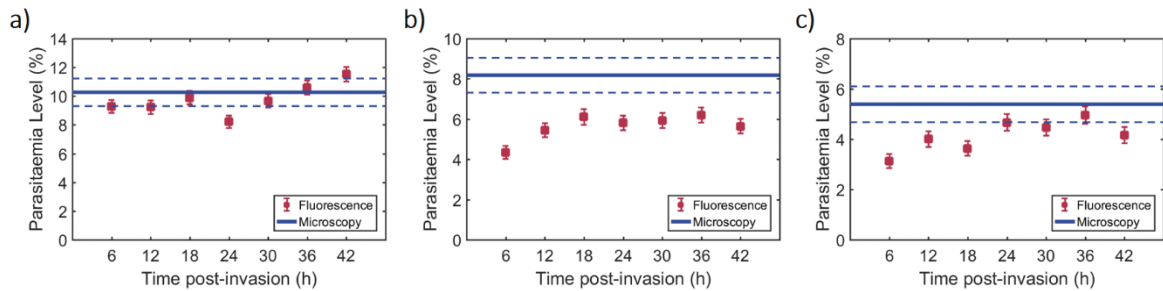 a)
Parasitaemia Level (%)
14
12
10
8
6
4
2
0
6 12 18 24 30 36 42
Time post-invasion (h)
Fluorescence
Microscopy
b)
Parasitaemia Level (%)
10
8
6
4
2
0
6 12 18 24 30 36 42
Time post-invasion (h)
Fluorescence
Microscopy
c)
Parasitaemia Level (%)
8
6
4
2
0
6 12 18 24 30 36 42
Time post-invasion (h)
Fluorescence
Microscopy